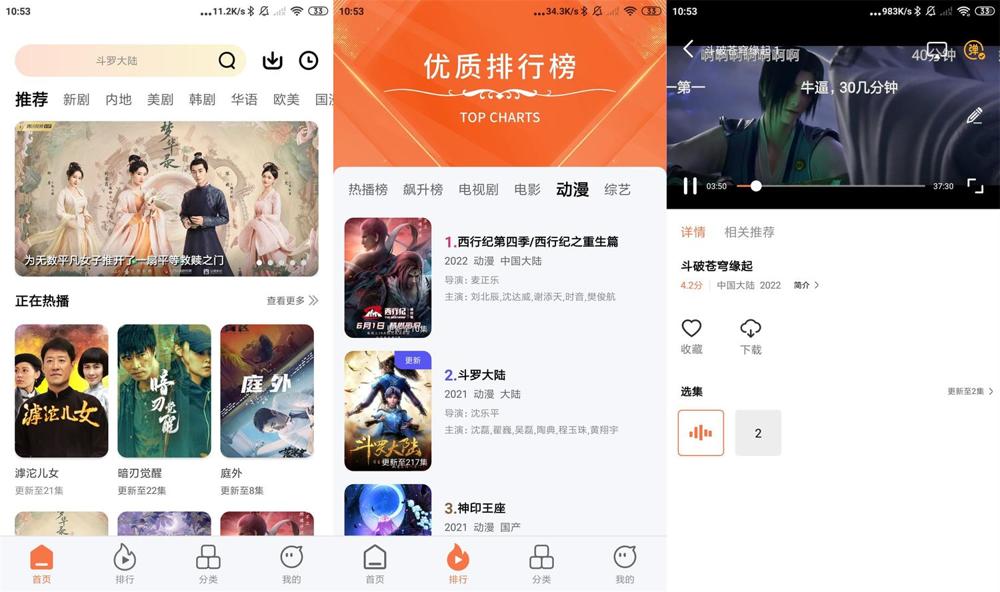 10:53
...11.2K/s
33
斗罗大陆
推荐 新剧 内地 美剧 韩剧 华语 欧美
梦华录
为无数平凡女子推开了一扇平等救赎之门
正在热播
查看更多
滹沱儿女
暗刃觉醒
庭外
滹沱儿女
暗刃觉醒
庭外
更新至21集
更新至22集
更新至8集
首页
排行
分类
我的
10:53
...34.3K/s
33
优质排行榜
TOP CHARTS
热播榜 飙升榜 电视剧 电影 动漫 综艺
西行纪
6月1日
1.西行纪第四季/西行纪之重生篇
2022 动漫 中国大陆
导演:麦正乐
主演:刘北辰,沈达威,谢添天,时音,樊俊航
更新
斗罗大陆
更新至217集
2.斗罗大陆
2021 动漫 大陆
导演:沈乐平
主演:沈磊,翟巍,吴磊,陶典,程玉珠,黄翔宇
3.神印王座
2021 动漫 国产
首页
排行
分类
我的
10:53
...983K/s
33
斗破苍穹缘起 1
弹
一第一
牛逼，30几分钟
03:50
37:30
详情
相关推荐
斗破苍穹缘起
4.2分
中国大陆 2022
简介
收藏
下载
选集
更新至2集
2